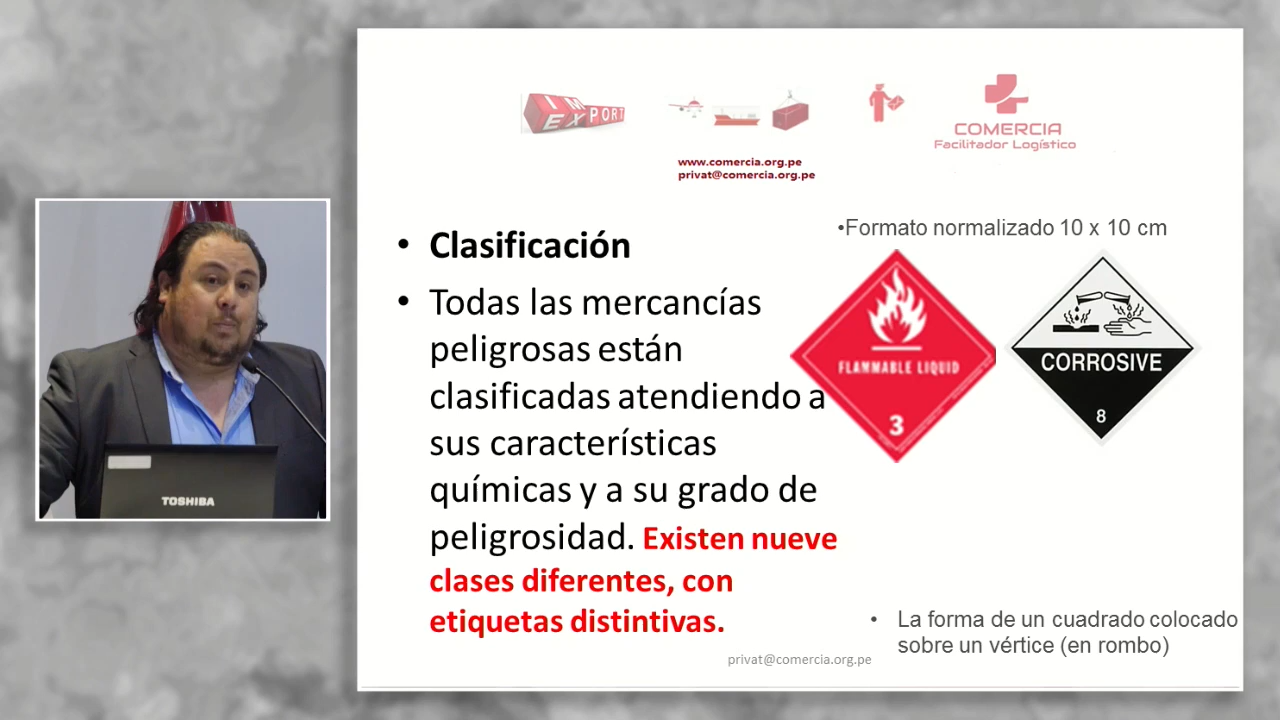 IM
EXPORT
COMERCIA
Facilitador Logístico
www.comercia.org.pe
privat@comercia.org.pe
• Clasificación
• Todas las mercancías
peligrosas están
clasificadas atendiendo a
sus características
químicas y a su grado de
peligrosidad. Existen nueve
clases diferentes, con
etiquetas distintivas.
•Formato normalizado 10 x 10 cm
FLAMMABLE LIQUID
3
CORROSIVE
8
• La forma de un cuadrado colocado
sobre un vértice (en rombo)
privat@comercia.org.pe
TOSHIBA